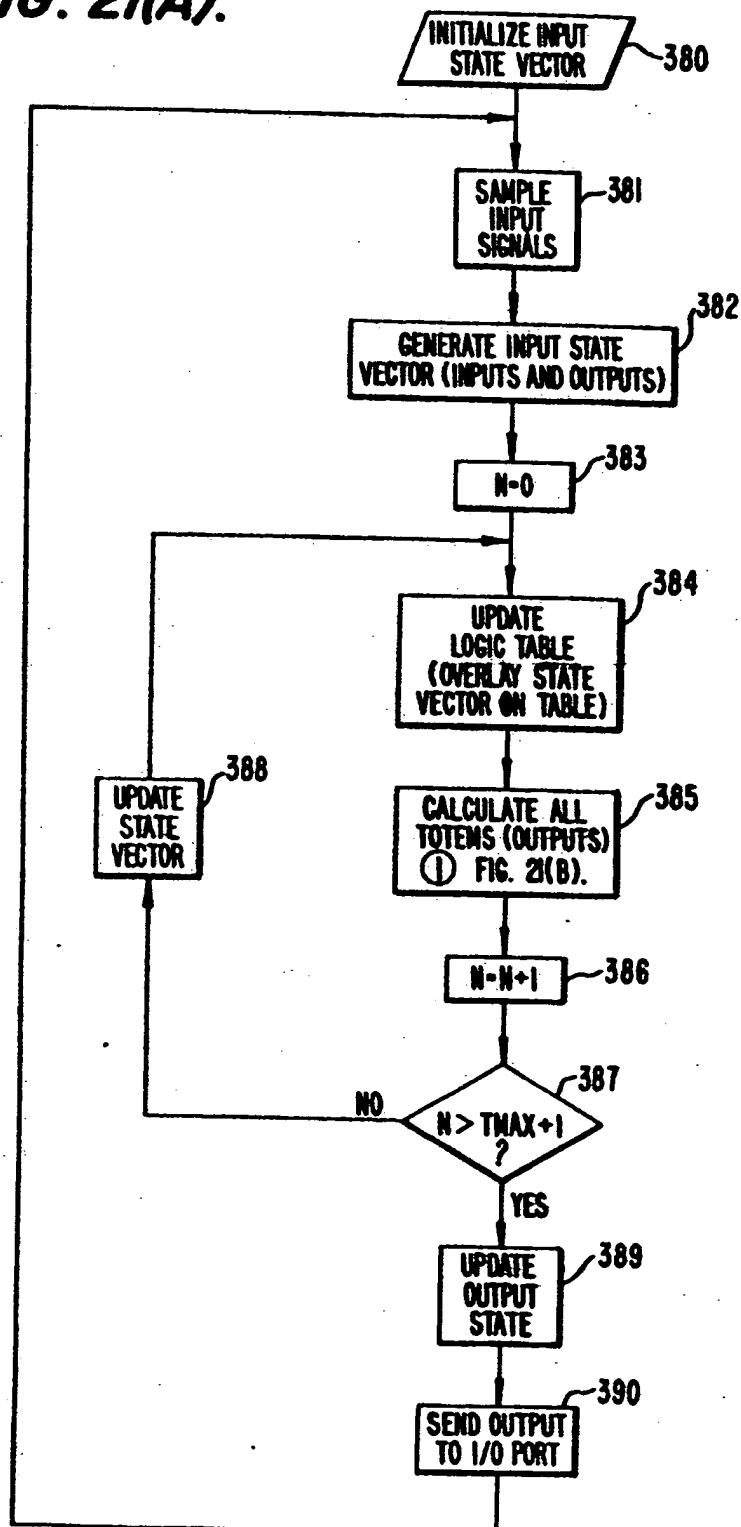 FIG. 21(A).
INITIALIZE INPUT
STATE VECTOR
380
SAMPLE
INPUT
SIGNALS
381
382
GENERATE INPUT STATE
VECTOR (INPUTS AND OUTPUTS)
383
N=0
384
UPDATE
LOGIC TABLE
(OVERLAY STATE
VECTOR ON TABLE)
388
UPDATE
STATE
VECTOR
385
CALCULATE ALL
TOTEMS (OUTPUTS)
1 FIG. 21(B).
N=N+1
386
387
NO
N > TMAX+1
?
YES
389
UPDATE
OUTPUT
STATE
390
SEND OUTPUT
TO I/O PORT